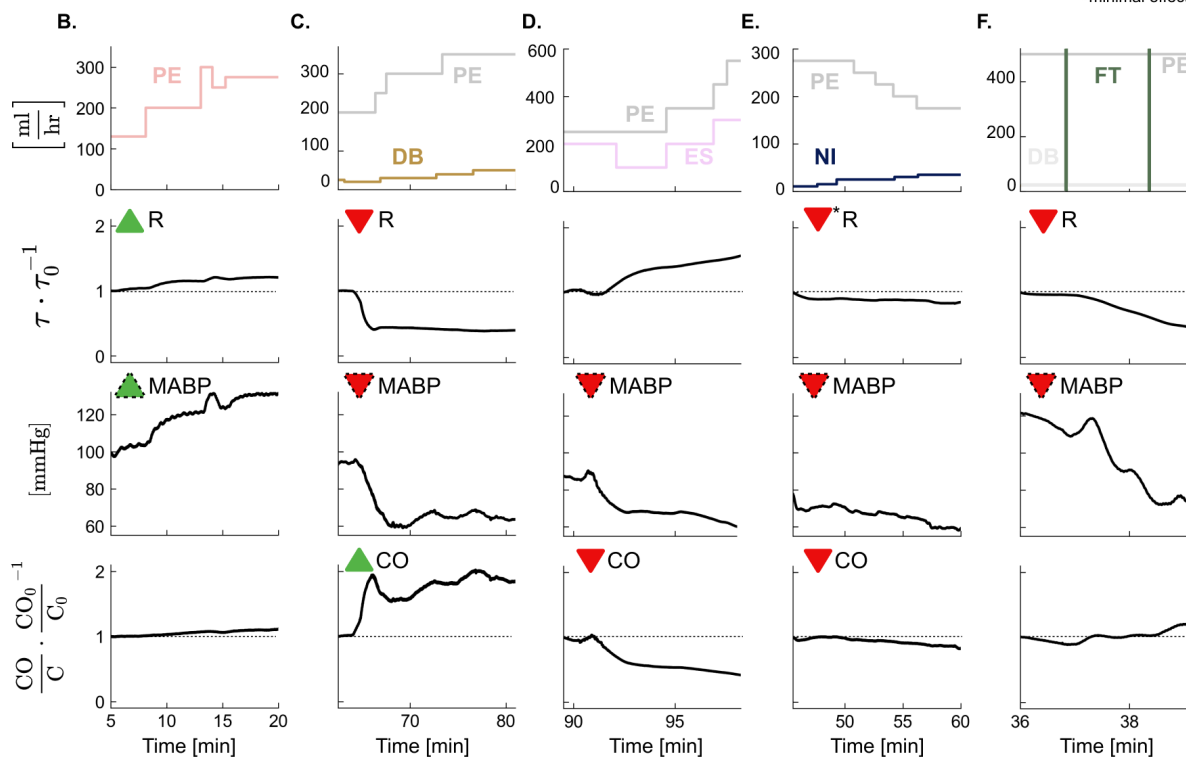 minimal effec
B. C. D. E. F.
300
200
100
[ml/hr]
PE
300
100
0
PE
DB
600
400
200
0
PE
ES
300
200
100
0
PE
NI
400
200
0
FT
PE
DB
τ · τ₀⁻¹
2
1
0
R
R
*R
R
[mmHg]
120
100
80
60
MABP
MABP
MABP
MABP
MABP
CO/C · CO₀⁻¹/C₀
2
1
0
CO
CO
CO
5 10 15 20
70 80
90 95
50 55 60
36 38
Time [min] Time [min] Time [min] Time [min] Time [min]